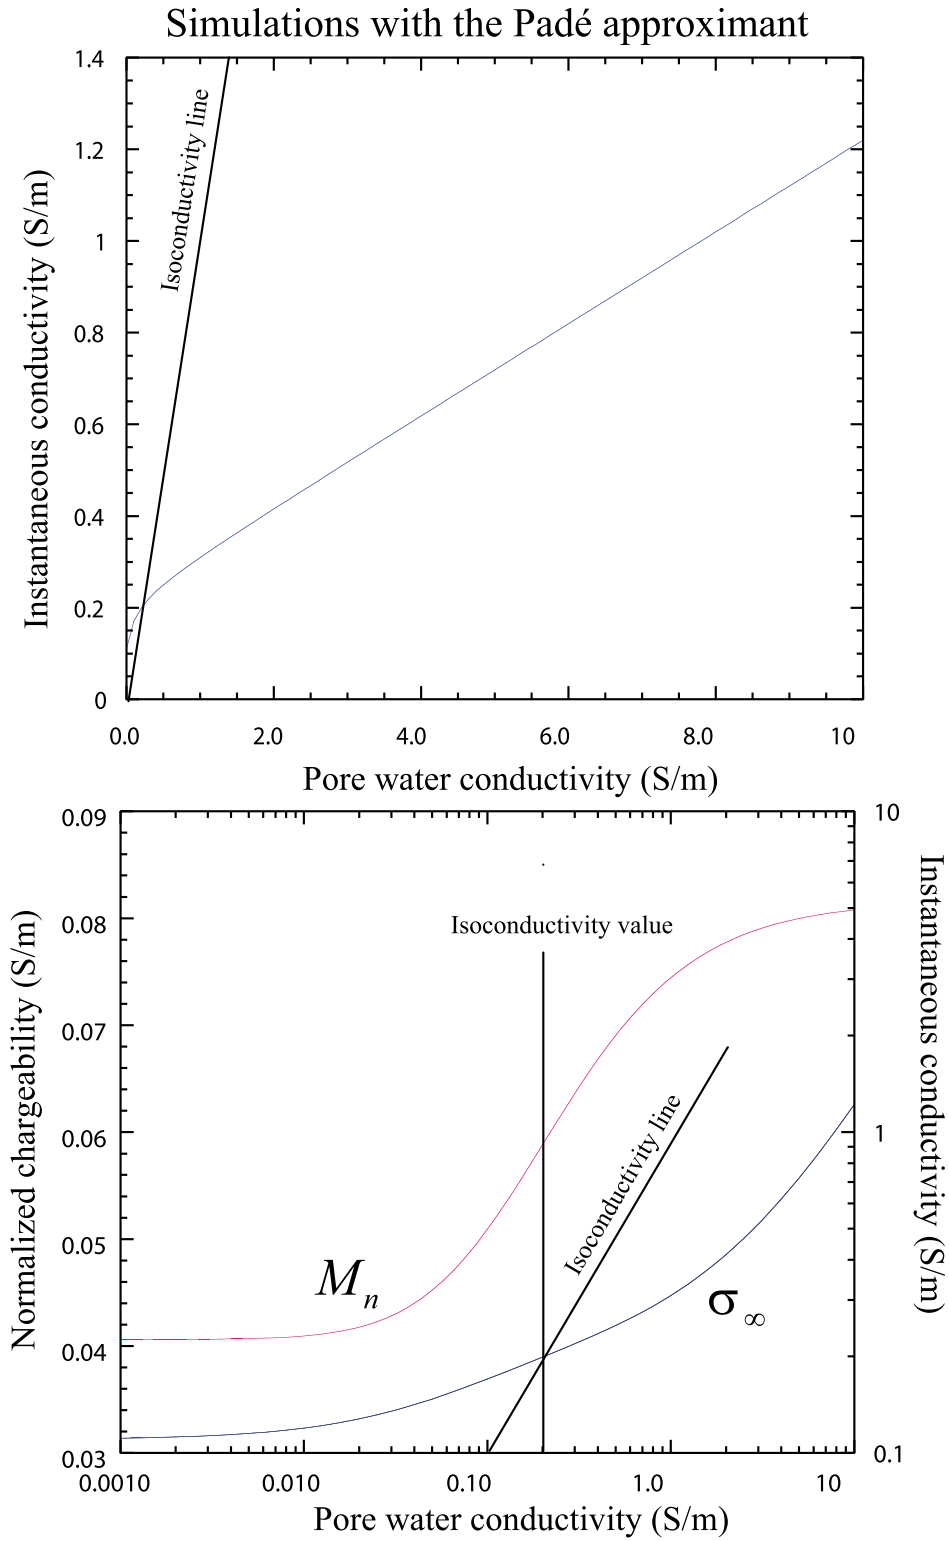 Simulations with the Padé approximant
1.4
1.2
1
0.8
0.6
0.4
0.2
0
Instantaneous conductivity (S/m)
Isoconductivity line
0.0 2.0 4.0 6.0 8.0 10
Pore water conductivity (S/m)
0.09
0.08
0.07
0.06
0.05
0.04
0.03
Normalized chargeability (S/m)
10
1
0.1
Instantaneous conductivity (S/m)
Isoconductivity value
Isoconductivity line
Mn
σ∞
0.0010 0.010 0.10 1.0 10
Pore water conductivity (S/m)